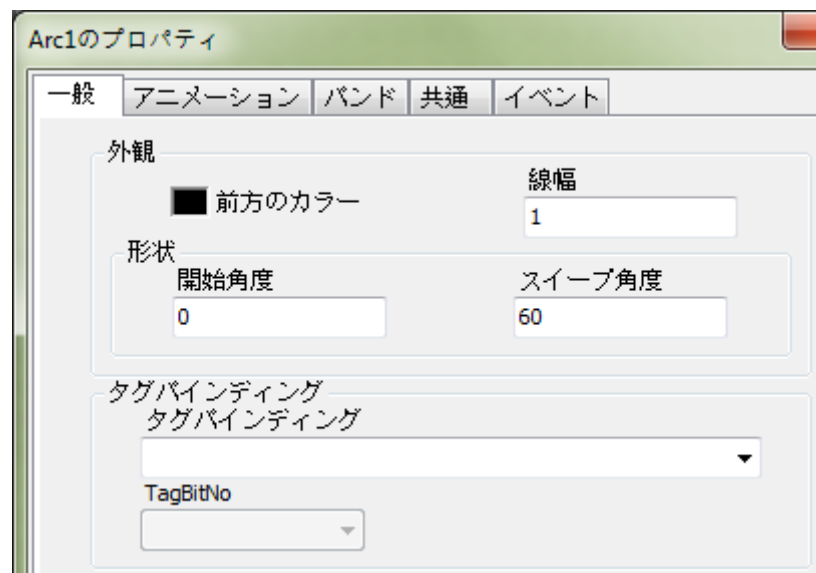 Arc1のプロパティ
一般 アニメーション バンド 共通 イベント
外観
前方のカラー 線幅
1
形状
開始角度 スイープ角度
0 60
タグバインディング
タグバインディング
TagBitNo